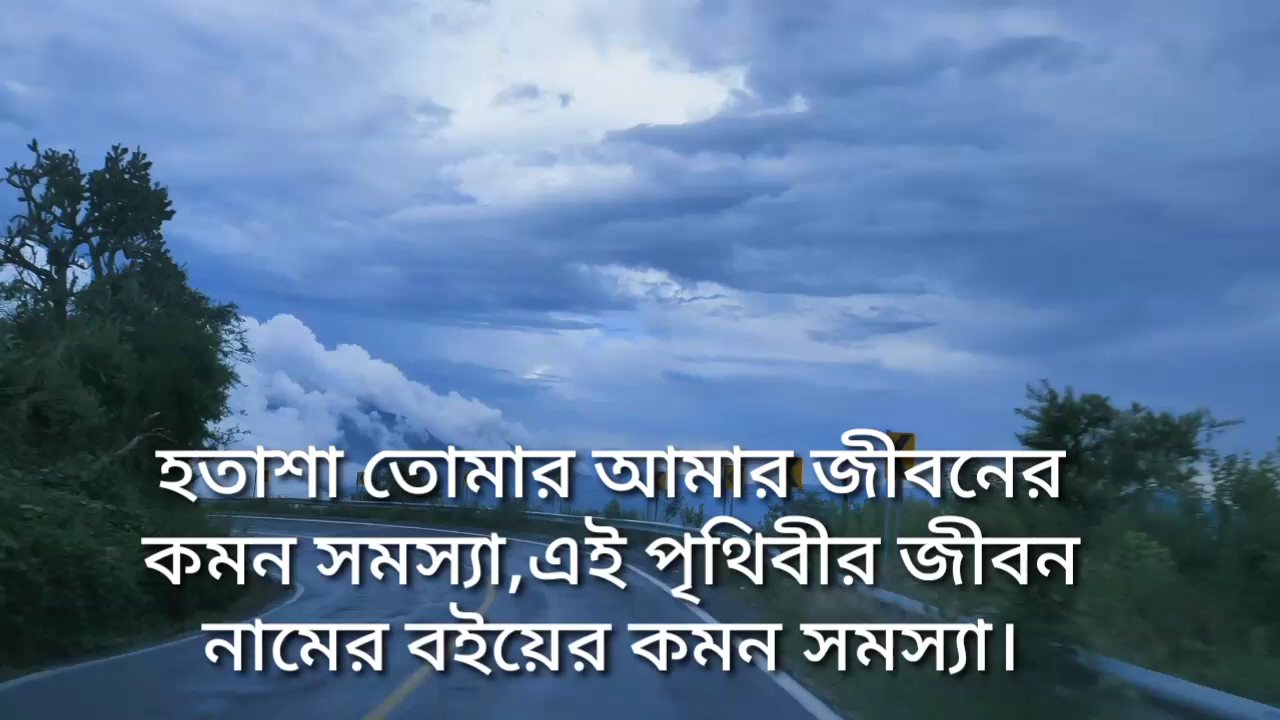 হতাশা তোমার আমার জীবনের
কমন সমস্যা,এই পৃথিবীর জীবন
নামের বইয়ের কমন সমস্যা।